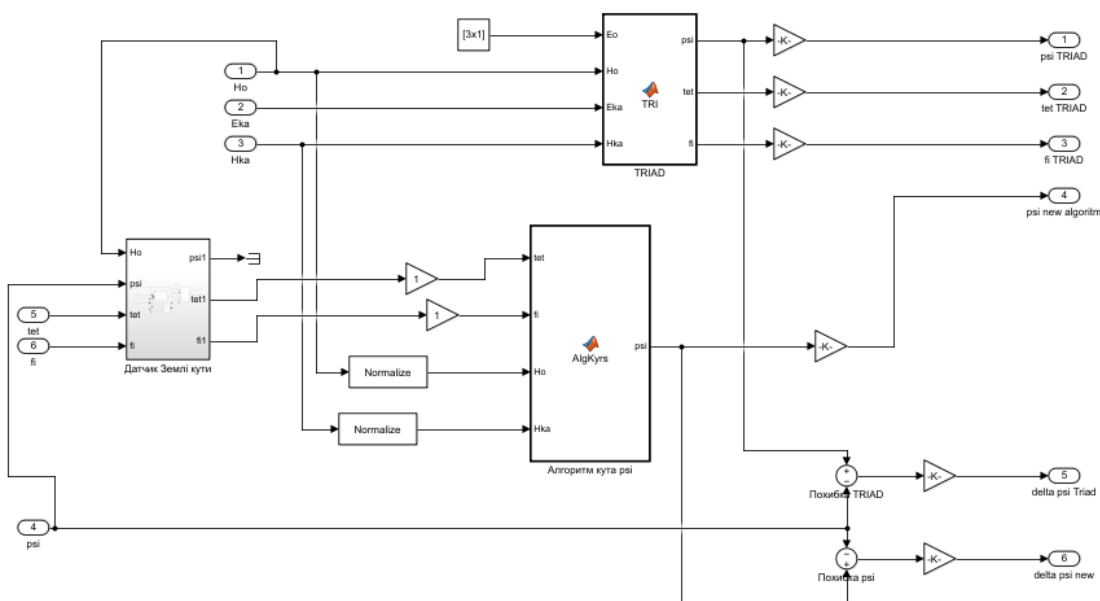 [3x1]
Eo
psi
-K-
1
psi TRIAD
1
Ho
Ho
TRI
tet
-K-
2
tet TRIAD
2
Eka
Eka
3
Hka
Hka
fi
-K-
3
fi TRIAD
TRIAD
4
psi new algoritm
Ho
psi
tet
fi
psi1
tet1
fi1
Датчик Землі кути
5
tet
6
fi
1
1
tet
fi
Ho
Hka
AlgKyrs
psi
Алгоритм кута psi
Normalize
Normalize
-K-
+
−
Похибка TRIAD
-K-
5
delta psi Triad
4
psi
−
+
Похибка psi
-K-
6
delta psi new